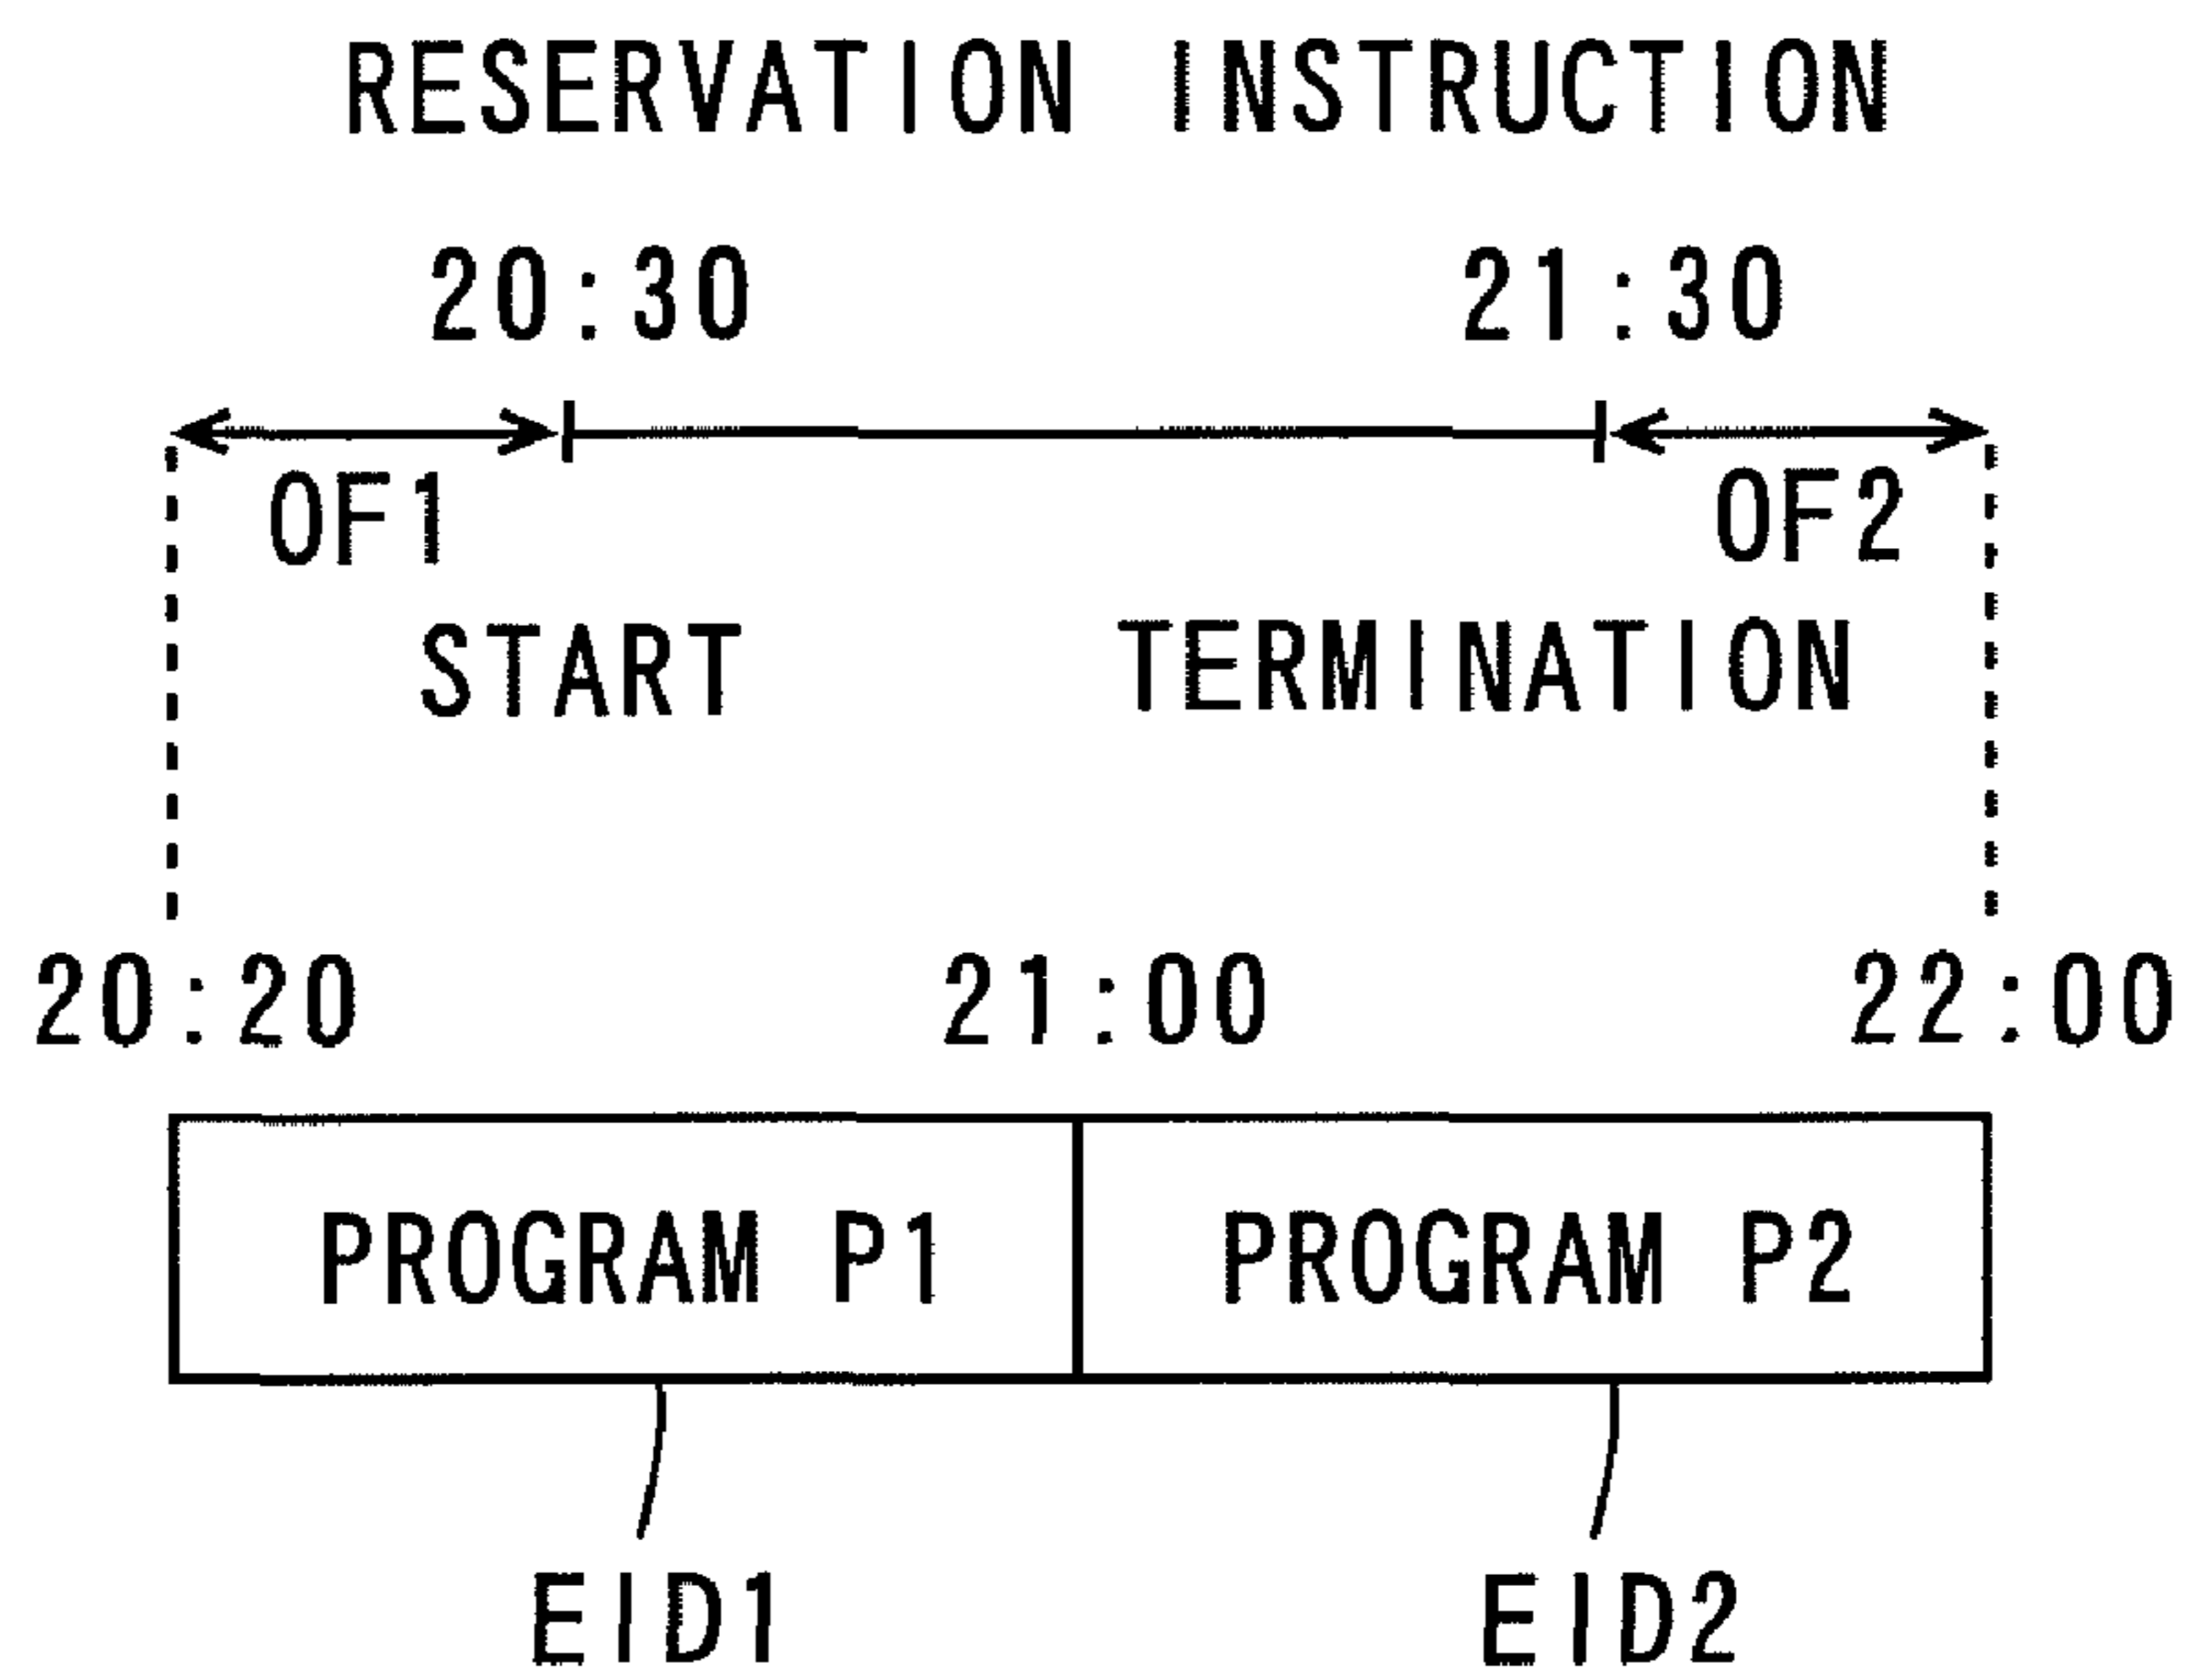 RESERVATION INSTRUCTION
20:30 21:30
OF1 OF2
START TERMINATION
20:20 21:00 22:00
PROGRAM P1 PROGRAM P2
EID1 EID2